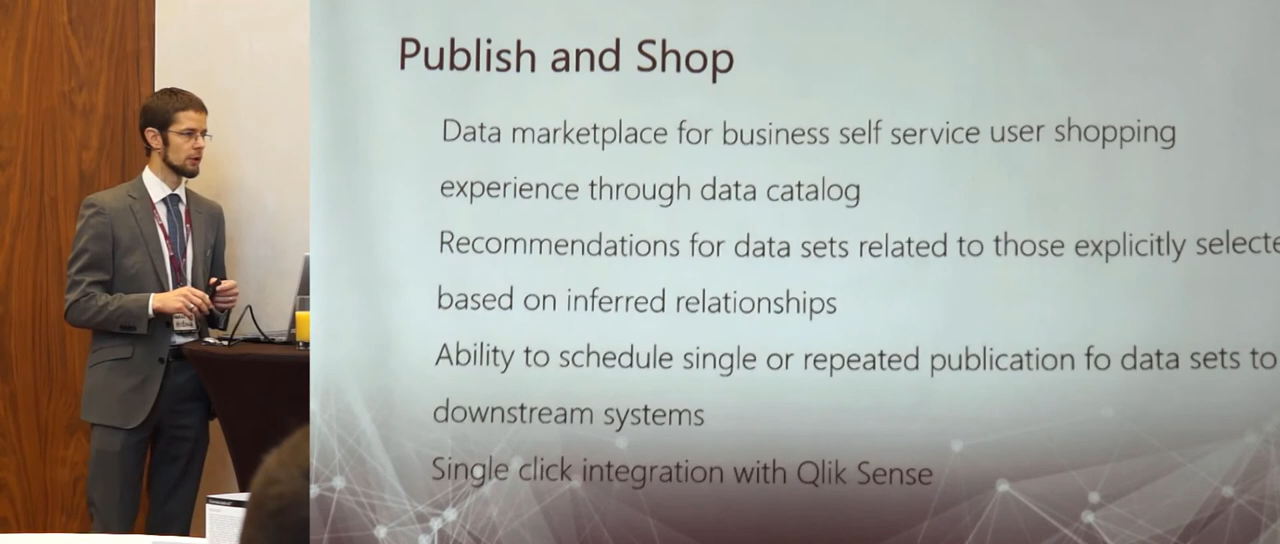 Publish and Shop
Data marketplace for business self service user shopping
experience through data catalog
Recommendations for data sets related to those explicitly selecte
based on inferred relationships
Ability to schedule single or repeated publication fo data sets to
downstream systems
Single click integration with Qlik Sense